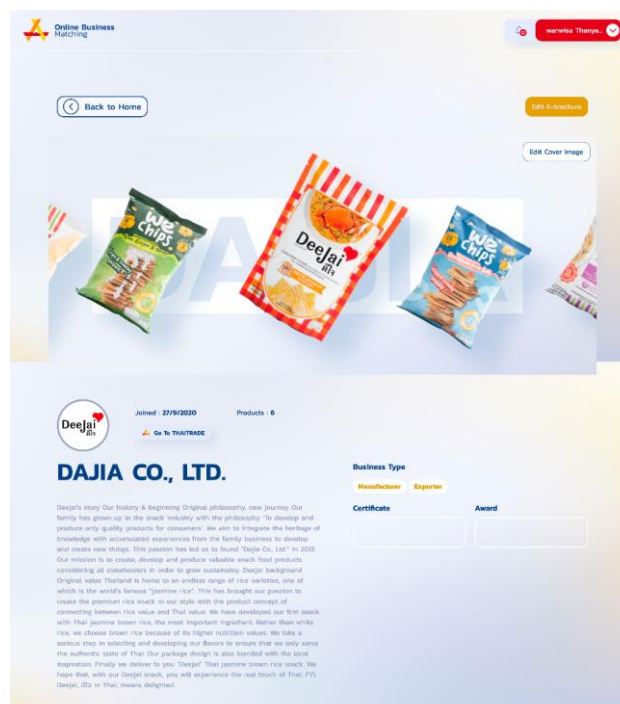 Online Business
Matching
0
wanwisa Thanya..
Back to Home
Edit E-brochure
Edit Cover Image
DAJIA
We
Chips
DeeJai
ดีใจ
We
Chips
DeeJai
ดีใจ
Joined : 27/9/2020
Products : 6
Go To THAITRADE
DAJIA CO., LTD.
Business Type
Manufacturer
Exporter
Certificate
Award
Deejai's story Our history & beginning Original philosophy, new journey Our
family has grown up in the snack industry with the philosophy 'To develop and
produce only quality products for consumers'. We aim to integrate the heritage of
knowledge with accumulated experiences from the family business to develop
and create new things. This passion has led us to found "Dajia Co., Ltd." in 2013.
Our mission is to create, develop and produce valuable snack food products
considering all stakeholders in order to grow sustainably. Deejai background
Original value Thailand is home to an endless range of rice varieties, one of
which is the world's famous "jasmine rice". This has brought our passion to
create the premium rice snack in our style with the product concept of
connecting between rice value and Thai value. We have developed our first snack
with Thai jasmine brown rice, the most important ingredient. Rather than white
rice, we choose brown rice because of its higher nutrition values. We take a
serious step in selecting and developing our flavors to ensure that we only serve
the authentic taste of Thai. Our package design is also blended with the local
inspiration. Finally we deliver to you "Deejai" Thai jasmine brown rice snack. We
hope that, with our Deejai snack, you will experience the real touch of Thai. FYI,
Deejai, ดีใจ in Thai, means delighted.